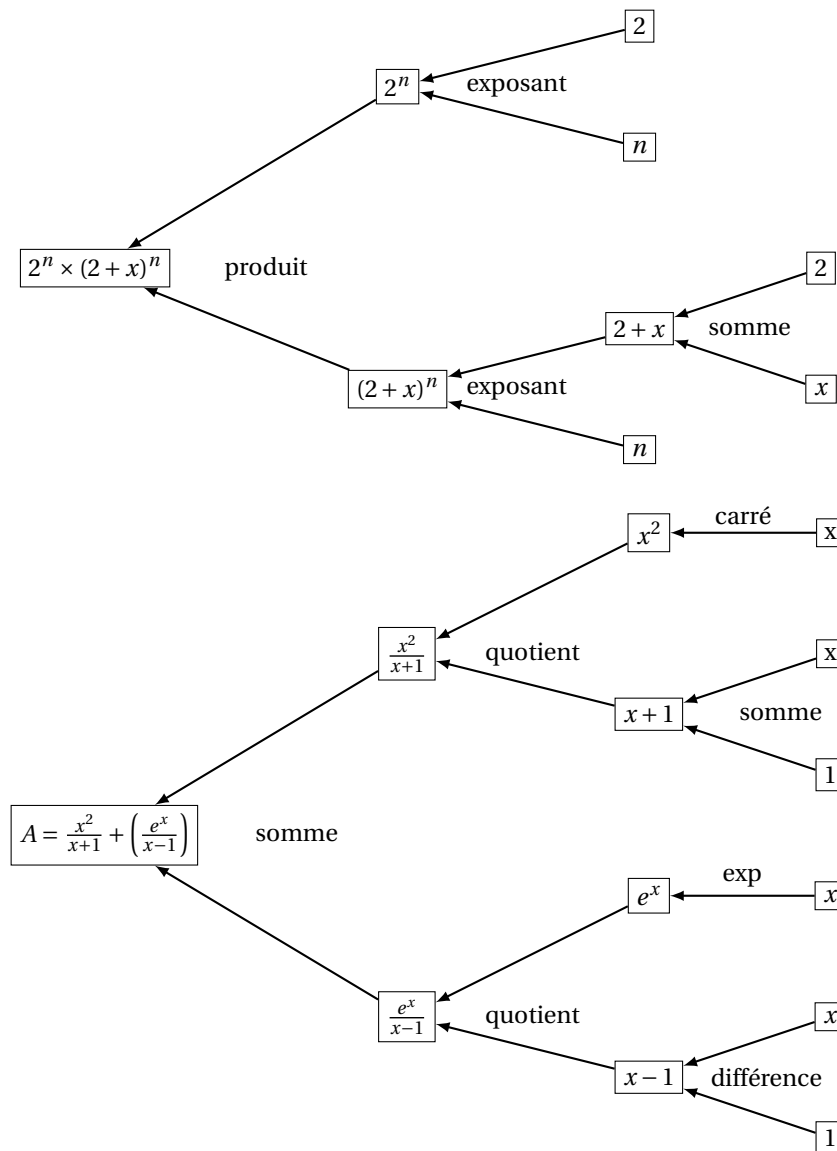 2
2^n exposant
n
2^n × (2 + x)^n produit
2
2 + x somme
(2 + x)^n exposant
x
n
x^2 carré x
x^2/(x+1) quotient x
x + 1 somme
1
A = x^2/(x+1) + (e^x/(x−1)) somme
e^x exp x
e^x/(x−1) quotient x
x − 1 différence
1